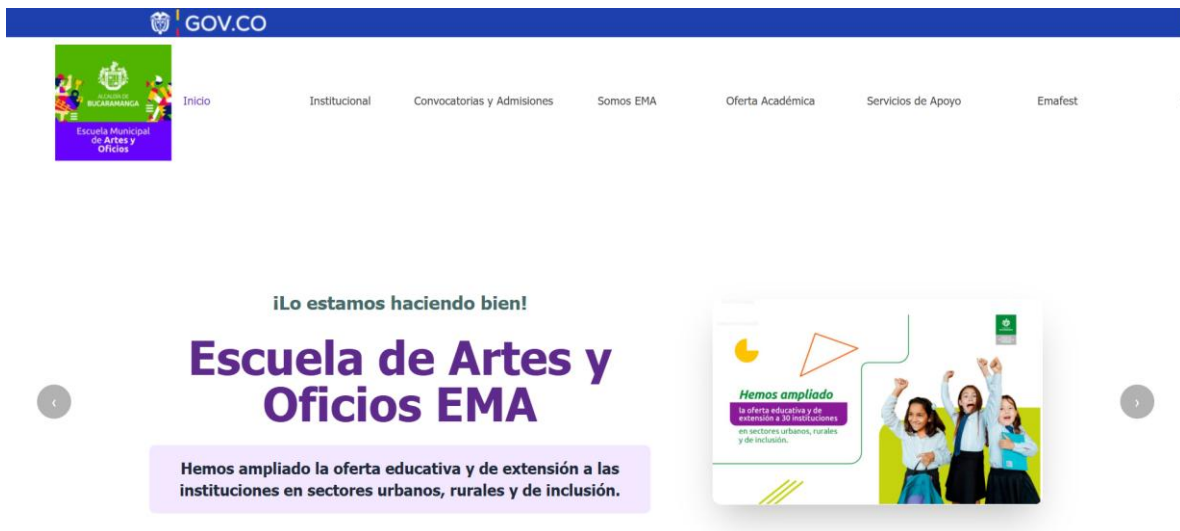 GOV.CO
ALCALDÍA DE
BUCARAMANGA
Escuela Municipal
de Artes y
Oficios
Inicio
Institucional
Convocatorias y Admisiones
Somos EMA
Oferta Académica
Servicios de Apoyo
Emafest
¡Lo estamos haciendo bien!
Escuela de Artes y
Oficios EMA
Hemos ampliado la oferta educativa y de extensión a las
instituciones en sectores urbanos, rurales y de inclusión.
Hemos ampliado
la oferta educativa y de
extensión a 30 instituciones
en sectores urbanos, rurales
y de inclusión.